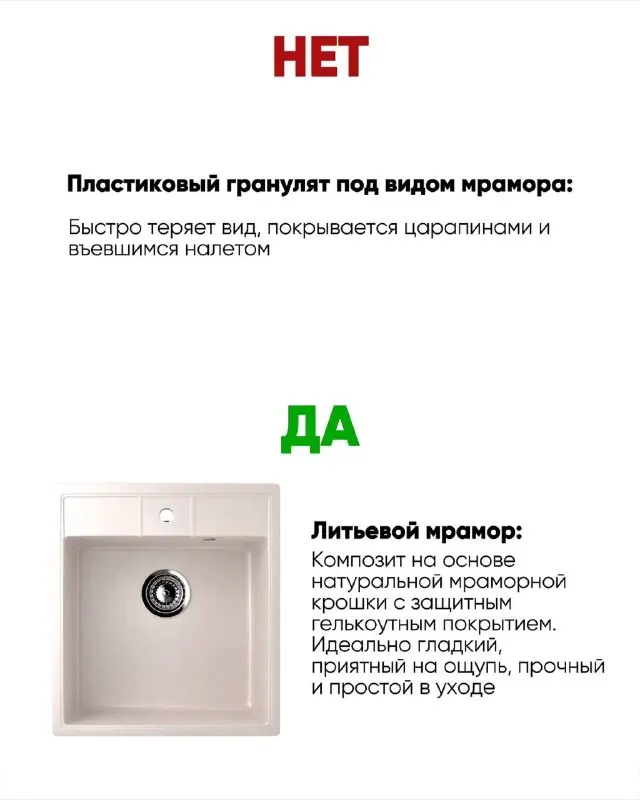 НЕТ
Пластиковый гранулят под видом мрамора:
Быстро теряет вид, покрывается царапинами и
въевшимся налетом
ДА
Литьевой мрамор:
Композит на основе
натуральной мраморной
крошки с защитным
гелькоутным покрытием.
Идеально гладкий,
приятный на ощупь, прочный
и простой в уходе